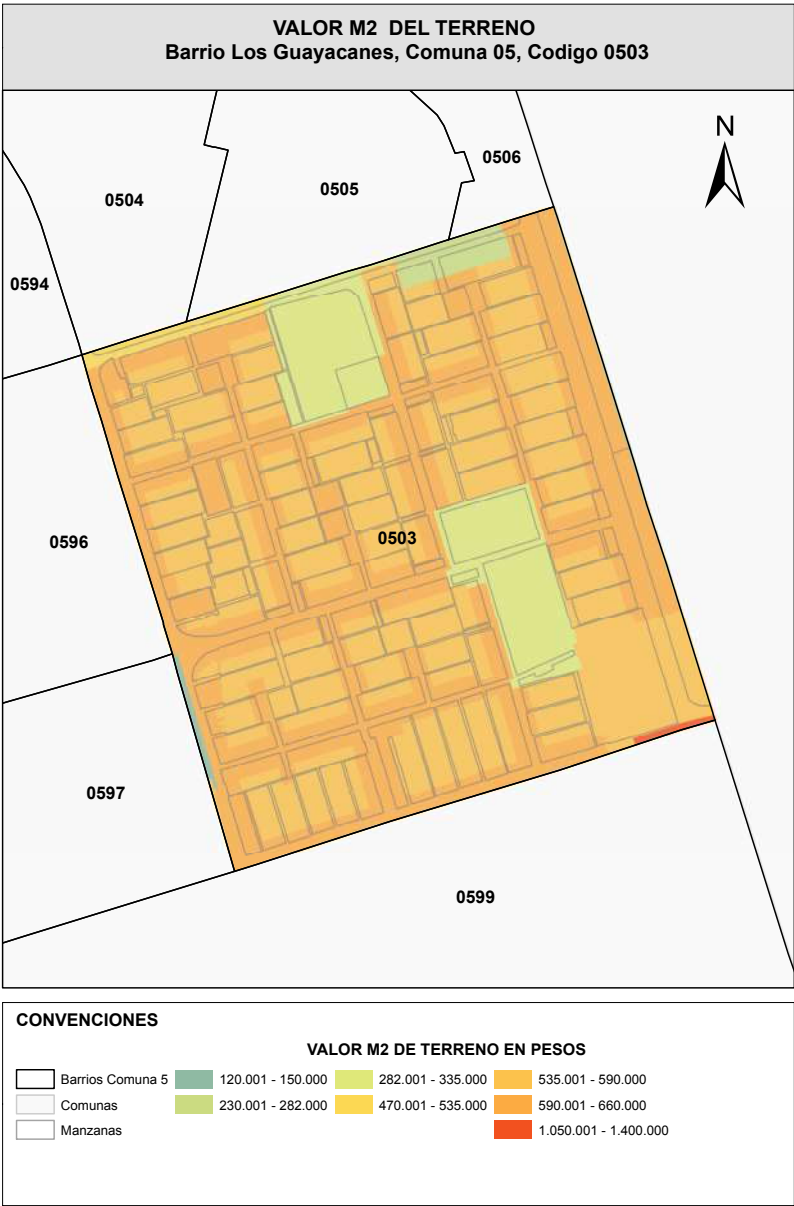 VALOR M2 DEL TERRENO
Barrio Los Guayacanes, Comuna 05, Codigo 0503
N
0506
0505
0504
0594
0503
0596
0597
0599
CONVENCIONES
VALOR M2 DE TERRENO EN PESOS
Barrios Comuna 5 120.001 - 150.000 282.001 - 335.000 535.001 - 590.000
Comunas 230.001 - 282.000 470.001 - 535.000 590.001 - 660.000
Manzanas 1.050.001 - 1.400.000